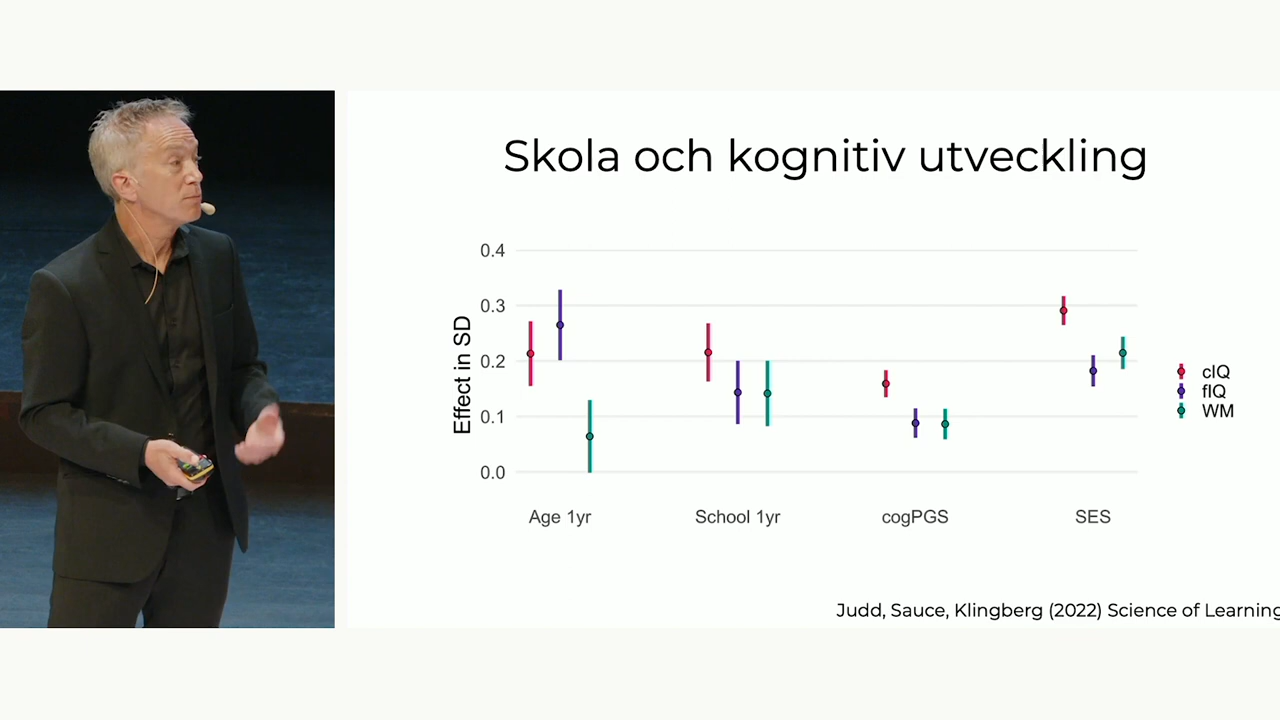 Skola och kognitiv utveckling
0.4
0.3
0.2
0.1
0.0
Effect in SD
Age 1yr
School 1yr
cogPGS
SES
cIQ
fIQ
WM
Judd, Sauce, Klingberg (2022) Science of Learning